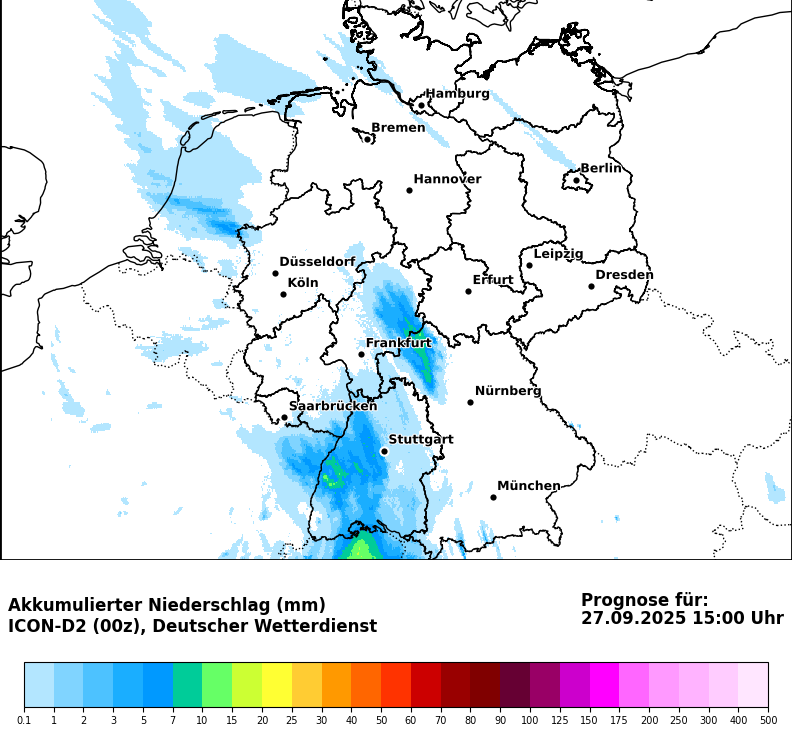 Hamburg
Bremen
Berlin
Hannover
Leipzig
Düsseldorf
Dresden
Köln
Erfurt
Frankfurt
Nürnberg
Saarbrücken
Stuttgart
München
Akkumulierter Niederschlag (mm)
ICON-D2 (00z), Deutscher Wetterdienst
Prognose für:
27.09.2025 15:00 Uhr
0.1 1 2 3 5 7 10 15 20 25 30 40 50 60 70 80 90 100 125 150 175 200 250 300 400 500